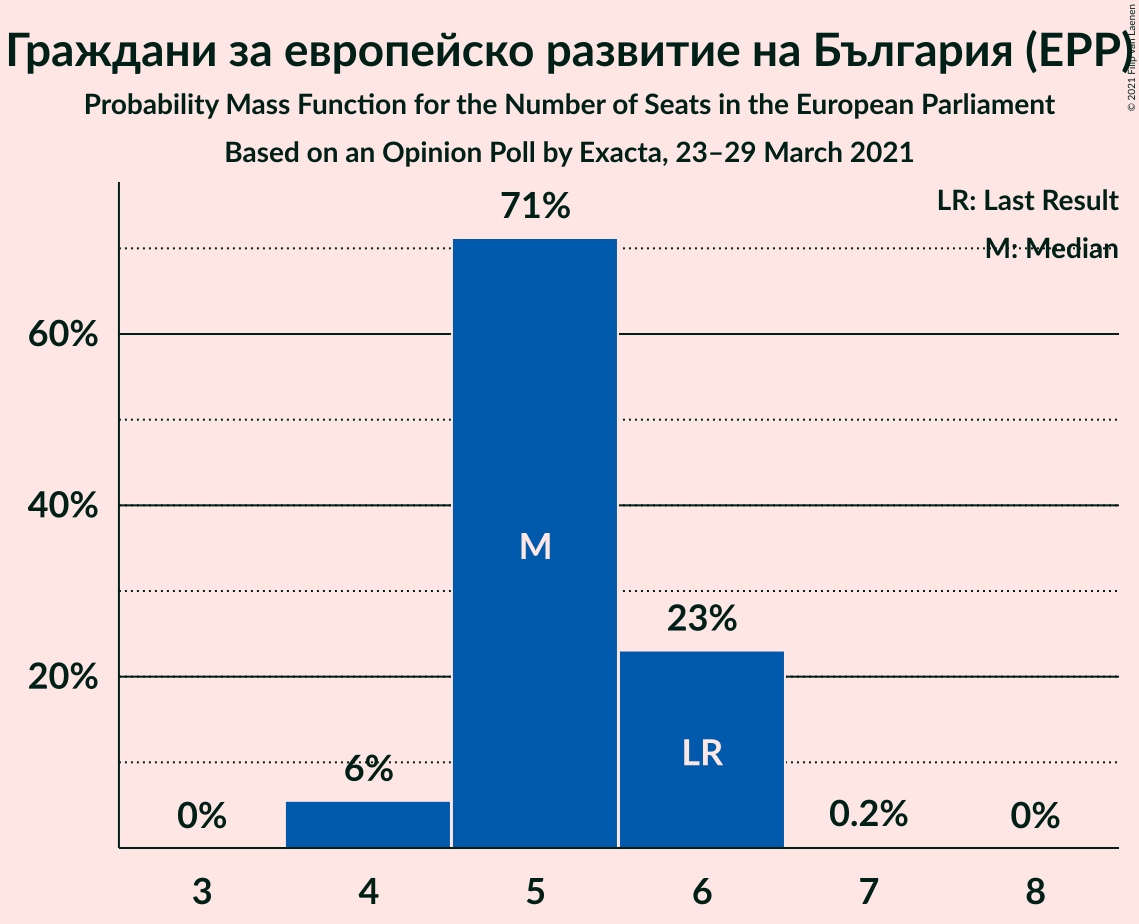 Граждани за европейско развитие на България (EPP)
© 2021 Filip van Laenen
Probability Mass Function for the Number of Seats in the European Parliament
Based on an Opinion Poll by Exacta, 23–29 March 2021
LR: Last Result
M: Median
71%
60%
40%
M
23%
20%
LR
6%
0%
0.2%
0%
3 4 5 6 7 8